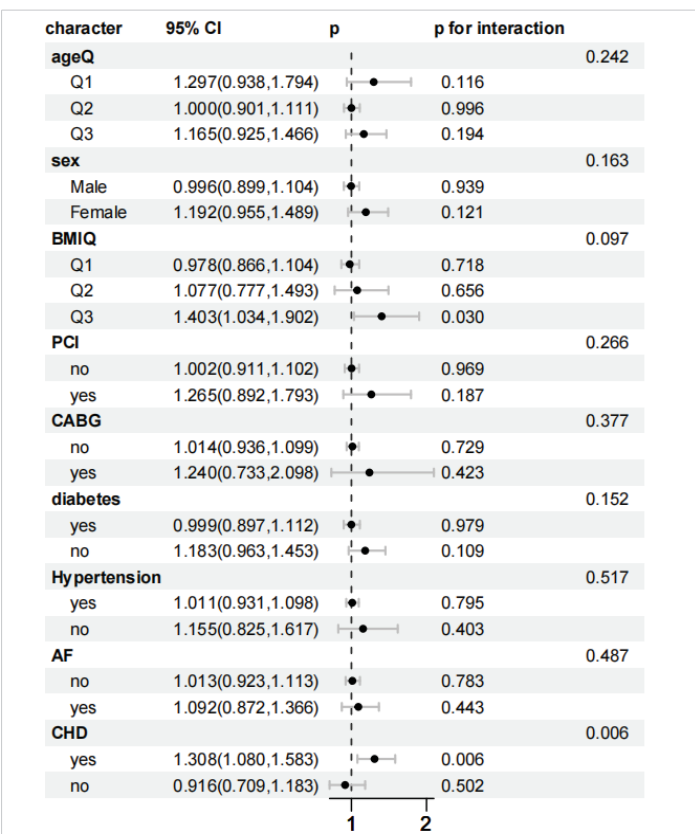 character 95% CI p p for interaction
ageQ 0.242
Q1 1.297(0.938,1.794) 0.116
Q2 1.000(0.901,1.111) 0.996
Q3 1.165(0.925,1.466) 0.194
sex 0.163
Male 0.996(0.899,1.104) 0.939
Female 1.192(0.955,1.489) 0.121
BMIQ 0.097
Q1 0.978(0.866,1.104) 0.718
Q2 1.077(0.777,1.493) 0.656
Q3 1.403(1.034,1.902) 0.030
PCI 0.266
no 1.002(0.911,1.102) 0.969
yes 1.265(0.892,1.793) 0.187
CABG 0.377
no 1.014(0.936,1.099) 0.729
yes 1.240(0.733,2.098) 0.423
diabetes 0.152
yes 0.999(0.897,1.112) 0.979
no 1.183(0.963,1.453) 0.109
Hypertension 0.517
yes 1.011(0.931,1.098) 0.795
no 1.155(0.825,1.617) 0.403
AF 0.487
no 1.013(0.923,1.113) 0.783
yes 1.092(0.872,1.366) 0.443
CHD 0.006
yes 1.308(1.080,1.583) 0.006
no 0.916(0.709,1.183) 0.502
1 2